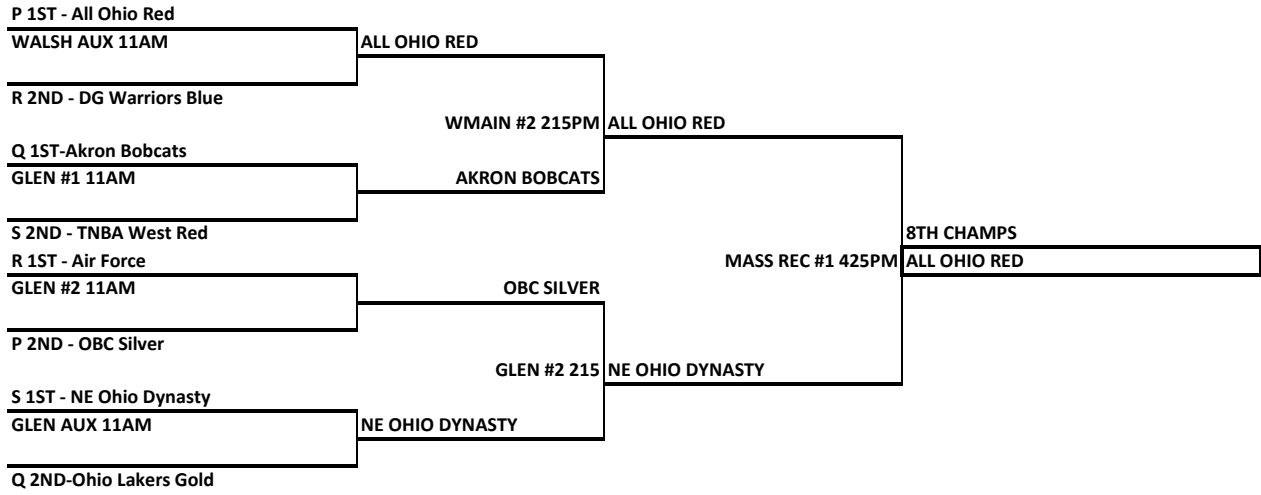 P 1ST - All Ohio Red
WALSH AUX 11AM
ALL OHIO RED
R 2ND - DG Warriors Blue
WMAIN #2 215PM
ALL OHIO RED
Q 1ST-Akron Bobcats
GLEN #1 11AM
AKRON BOBCATS
S 2ND - TNBA West Red
8TH CHAMPS
R 1ST - Air Force
MASS REC #1 425PM
ALL OHIO RED
GLEN #2 11AM
OBC SILVER
P 2ND - OBC Silver
GLEN #2 215
NE OHIO DYNASTY
S 1ST - NE Ohio Dynasty
GLEN AUX 11AM
NE OHIO DYNASTY
Q 2ND-Ohio Lakers Gold